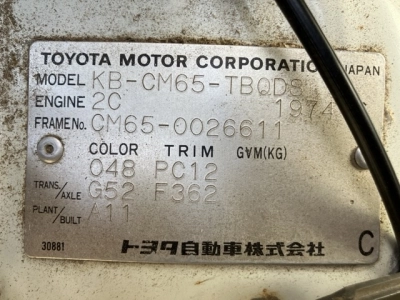 TOYOTA MOTOR CORPORATION JAPAN
MODEL KB-CM65-TBQDS
ENGINE 2C 1974
FRAME No. CM65-0026611
COLOR TRIM GVM(KG)
048 PC12
TRANS./AXLE G52 F362
PLANT/BUILT /11
30881 トヨタ自動車株式会社 C